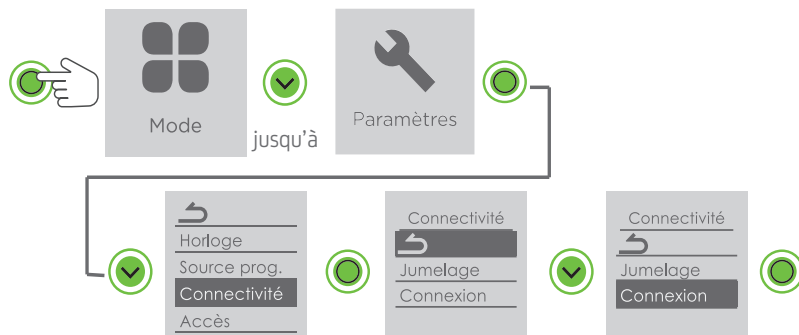 Mode
jusqu'à
Paramètres
Horloge
Source prog.
Connectivité
Accès
Connectivité
Jumelage
Connexion
Connectivité
Jumelage
Connexion